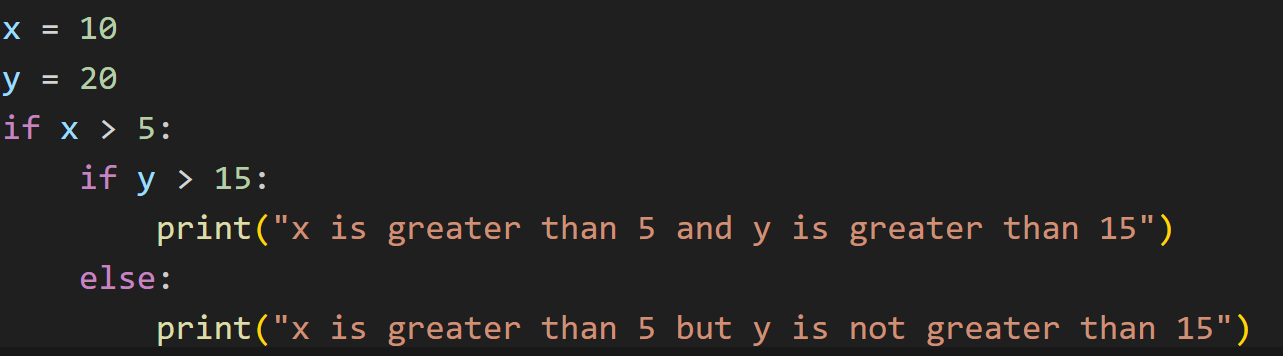 x = 10
y = 20
if x > 5:
    if y > 15:
        print("x is greater than 5 and y is greater than 15")
    else:
        print("x is greater than 5 but y is not greater than 15")